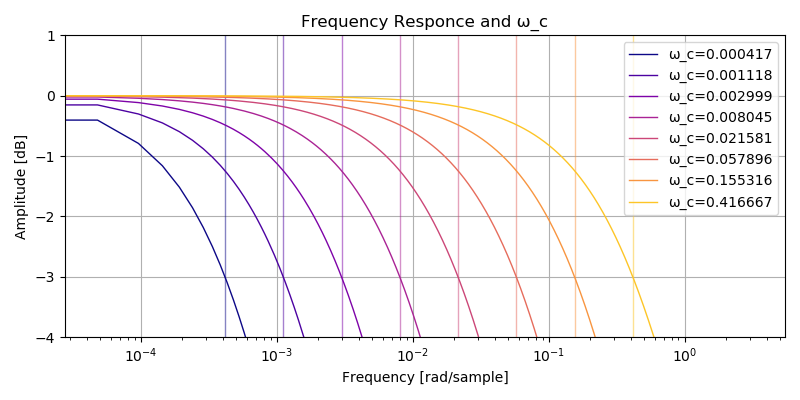 Frequency Responce and ω_c
Amplitude [dB]
1
0
−1
−2
−3
−4
ω_c=0.000417
ω_c=0.001118
ω_c=0.002999
ω_c=0.008045
ω_c=0.021581
ω_c=0.057896
ω_c=0.155316
ω_c=0.416667
10⁻⁴ 10⁻³ 10⁻² 10⁻¹ 10⁰
Frequency [rad/sample]